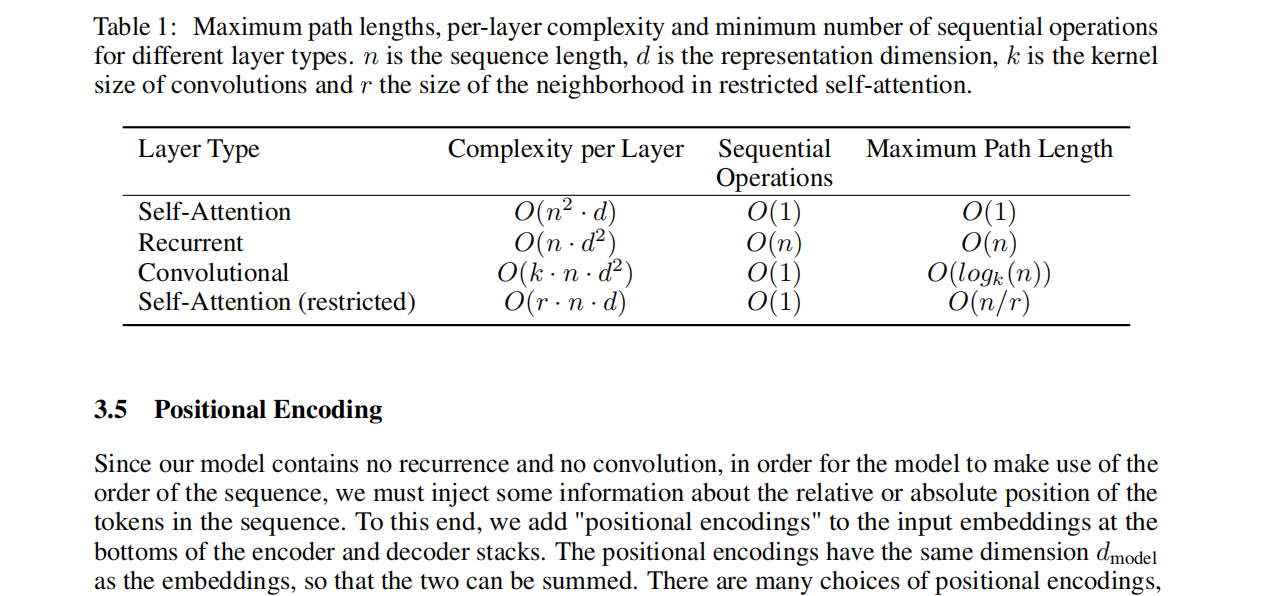 Table 1: Maximum path lengths, per-layer complexity and minimum number of sequential operations
for different layer types. n is the sequence length, d is the representation dimension, k is the kernel
size of convolutions and r the size of the neighborhood in restricted self-attention.
Layer Type Complexity per Layer Sequential Maximum Path Length
Operations
Self-Attention O(n² · d) O(1) O(1)
Recurrent O(n · d²) O(n) O(n)
Convolutional O(k · n · d²) O(1) O(logₖ(n))
Self-Attention (restricted) O(r · n · d) O(1) O(n/r)
3.5 Positional Encoding
Since our model contains no recurrence and no convolution, in order for the model to make use of the
order of the sequence, we must inject some information about the relative or absolute position of the
tokens in the sequence. To this end, we add "positional encodings" to the input embeddings at the
bottoms of the encoder and decoder stacks. The positional encodings have the same dimension d_model
as the embeddings, so that the two can be summed. There are many choices of positional encodings,